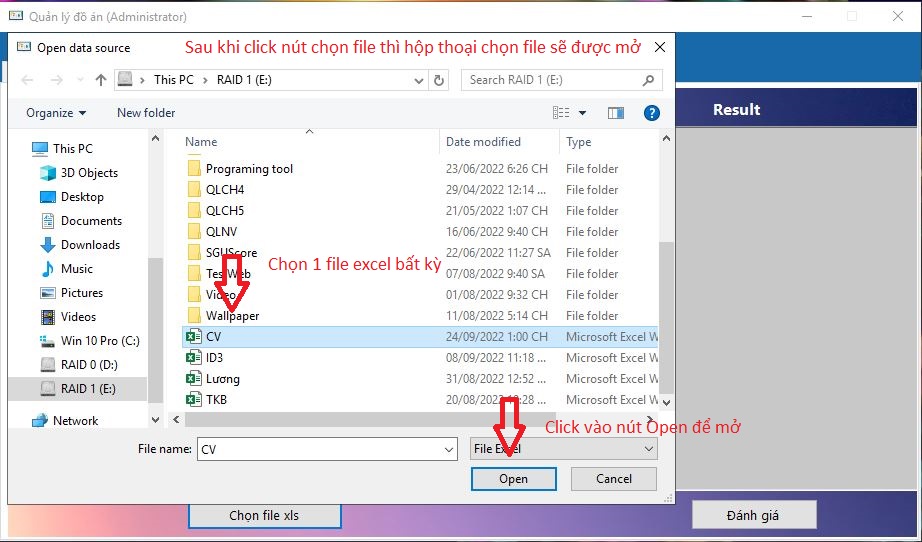 Quản lý đồ án (Administrator)
Open data source
Sau khi click nút chọn file thì hộp thoại chọn file sẽ được mở
This PC > RAID 1 (E:)
Search RAID 1 (E:)
Organize
New folder
Result
Name Date modified Type
This PC
3D Objects
Desktop
Documents
Downloads
Music
Pictures
Videos
Win 10 Pro (C:)
RAID 0 (D:)
RAID 1 (E:)
Network
Programing tool 23/06/2022 6:26 CH File folder
QLCH4 29/04/2022 12:14 ... File folder
QLCH5 21/05/2022 1:07 CH File folder
QLNV 16/06/2022 9:40 CH File folder
SGUScore 22/06/2022 11:27 SA File folder
TestWeb 07/08/2022 9:40 SA File folder
Video 01/08/2022 9:32 CH File folder
Wallpaper 11/08/2022 5:14 CH File folder
CV 24/09/2022 1:00 CH Microsoft Excel W
ID3 08/09/2022 11:18 ... Microsoft Excel W
Lương 31/08/2022 12:52 ... Microsoft Excel W
TKB 20/08/2022 10:28 ... Microsoft Excel W
Chọn 1 file excel bất kỳ
Click vào nút Open để mở
File name: CV
File Excel
Open
Cancel
Chọn file xls
Đánh giá